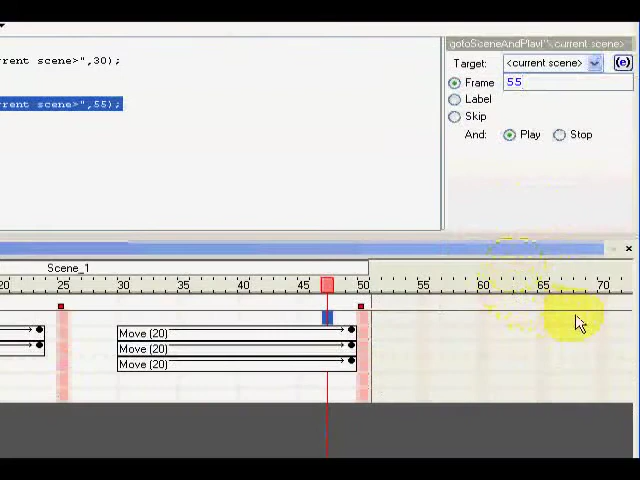 gotoSceneAndPlay("<current scene>
rrent scene>",30);
Target: <current scene> (e)
Frame 55
rrent scene>",55);
Label
Skip
And: Play Stop
Scene_1
20 25 30 35 40 45 50 55 60 65 70
Move (20)
Move (20)
Move (20)